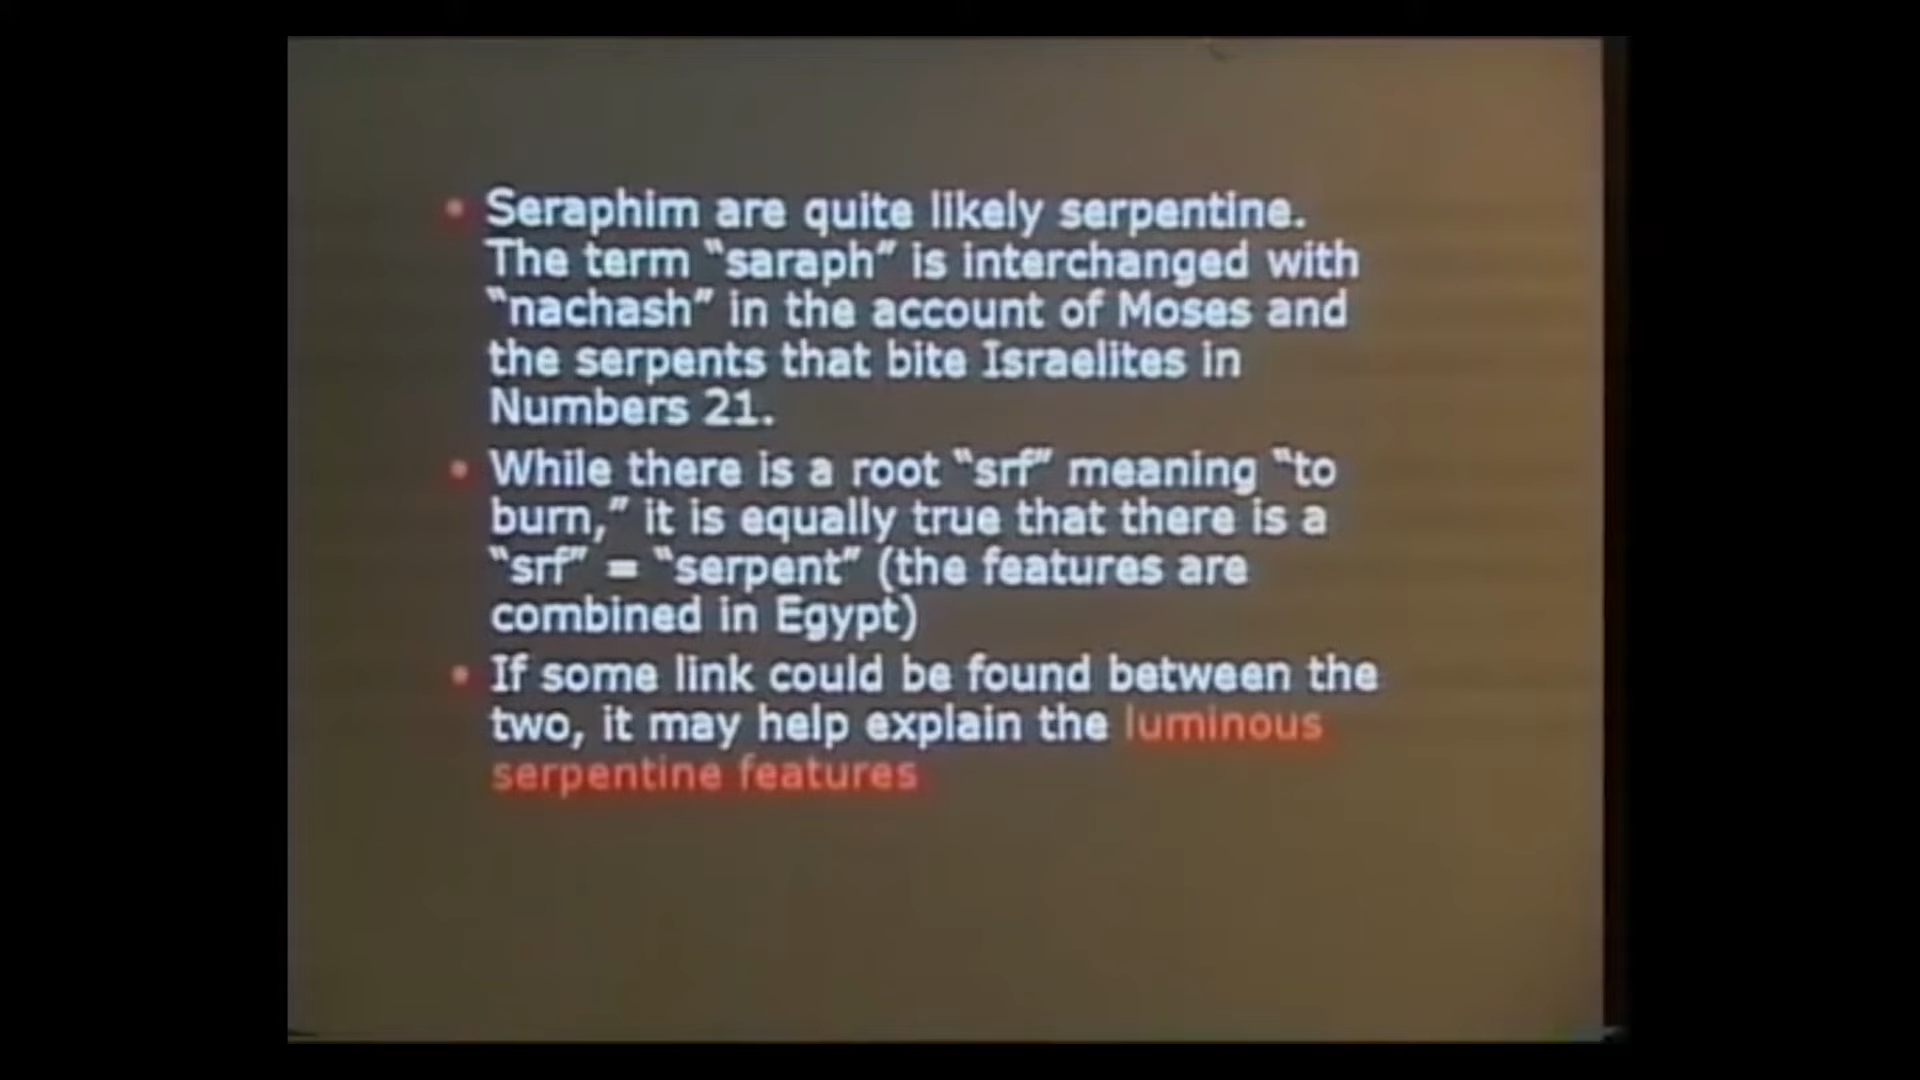 • Seraphim are quite likely serpentine.
The term “saraph” is interchanged with
“nachash” in the account of Moses and
the serpents that bite Israelites in
Numbers 21.
• While there is a root “srf” meaning “to
burn,” it is equally true that there is a
“srf” = “serpent” (the features are
combined in Egypt)
• If some link could be found between the
two, it may help explain the luminous
serpentine features